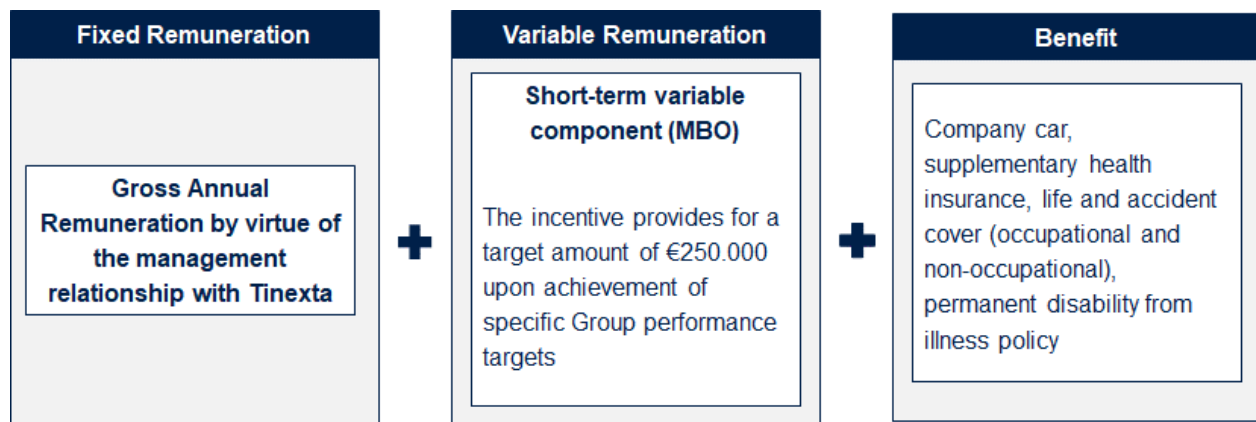 Fixed Remuneration
Gross Annual
Remuneration by virtue of
the management
relationship with Tinexta
Variable Remuneration
Short-term variable
component (MBO)
The incentive provides for a
target amount of €250.000
upon achievement of
specific Group performance
targets
Benefit
Company car,
supplementary health
insurance, life and accident
cover (occupational and
non-occupational),
permanent disability from
illness policy